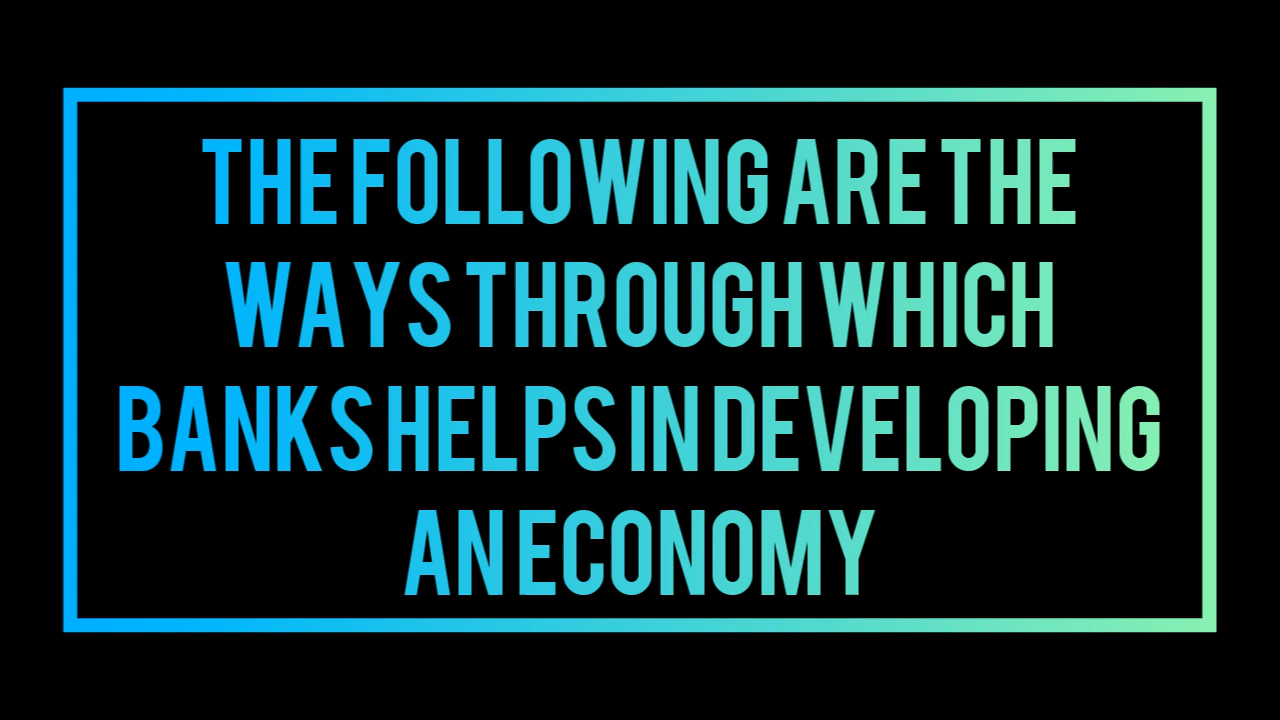 THE FOLLOWING ARE THE
WAYS THROUGH WHICH
BANKS HELPS IN DEVELOPING
AN ECONOMY